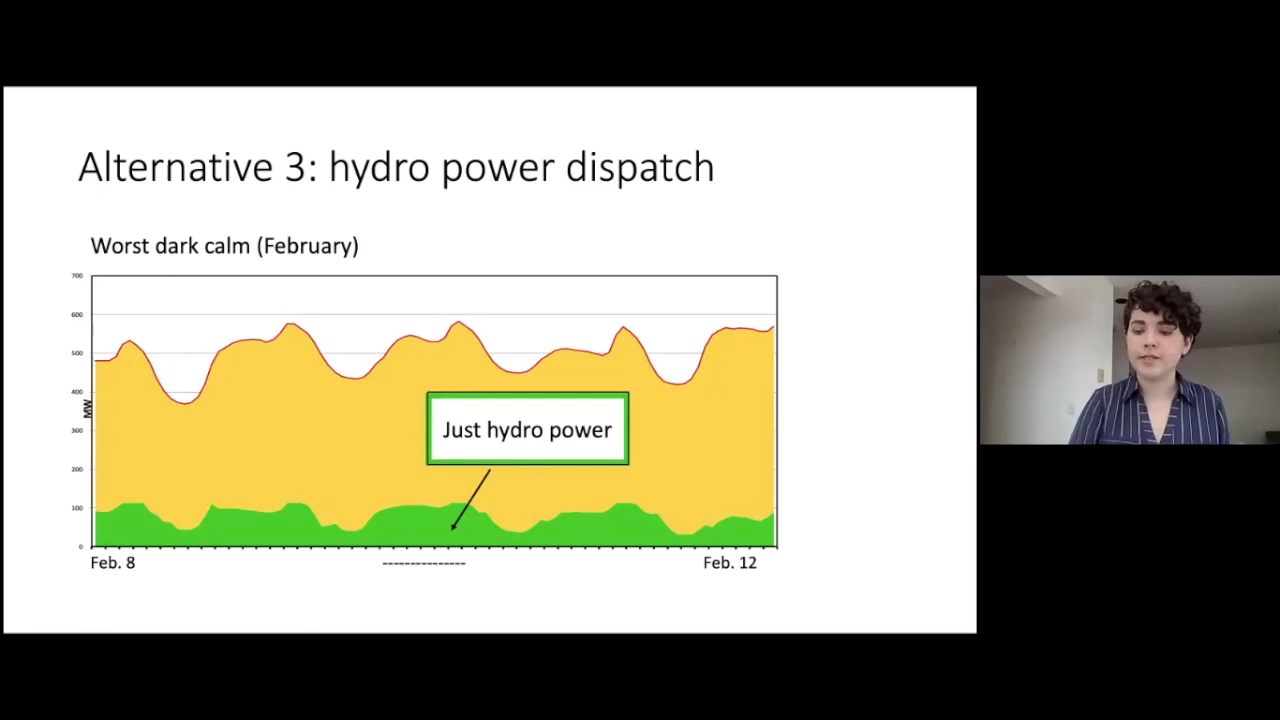 Alternative 3: hydro power dispatch
Worst dark calm (February)
700
600
500
400
300
200
100
0
MW
Just hydro power
Feb. 8
---------------
Feb. 12